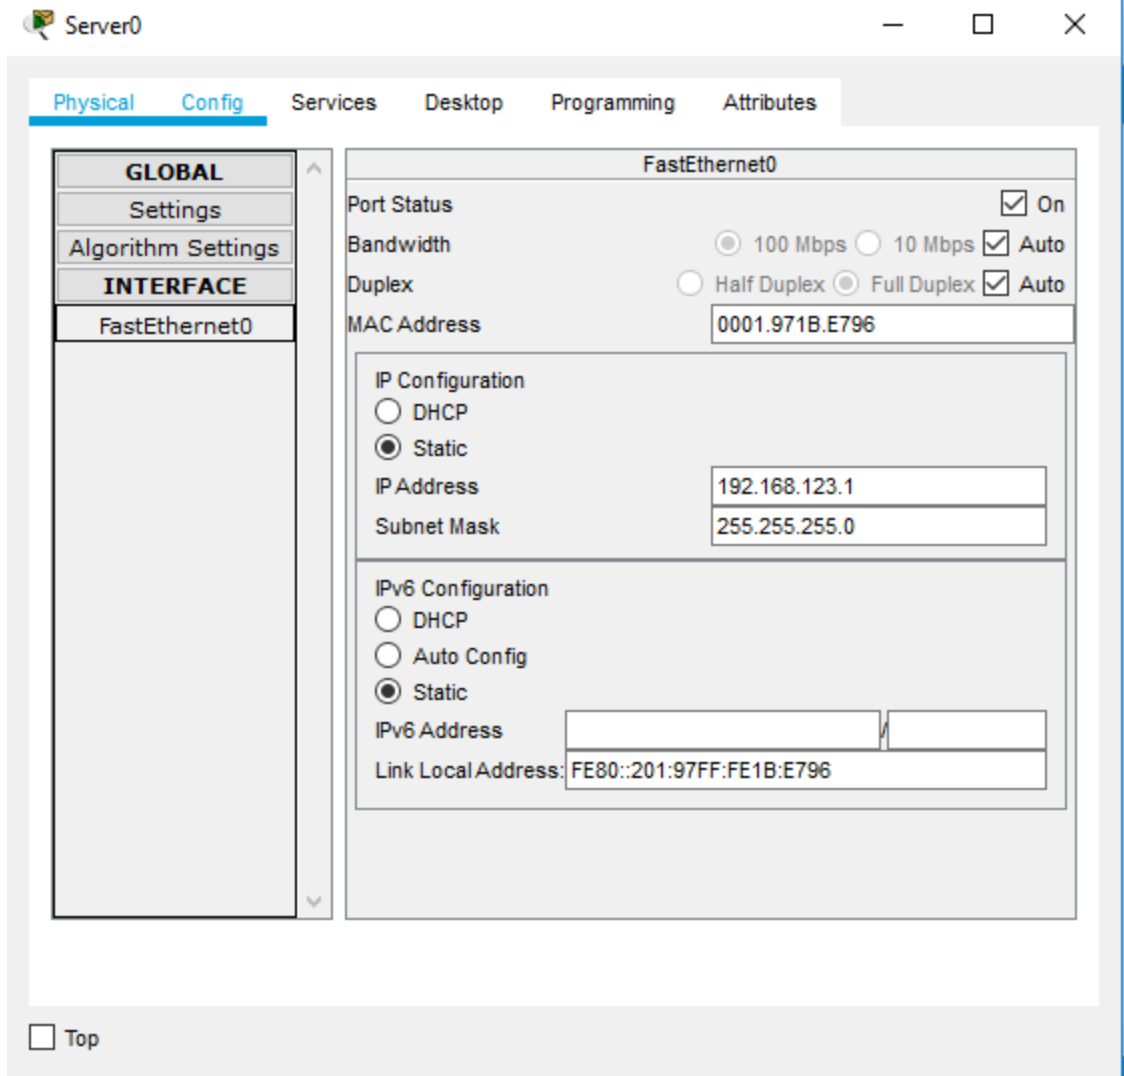 Server0
Physical Config Services Desktop Programming Attributes
GLOBAL
Settings
Algorithm Settings
INTERFACE
FastEthernet0
FastEthernet0
Port Status On
Bandwidth 100 Mbps 10 Mbps Auto
Duplex Half Duplex Full Duplex Auto
MAC Address 0001.971B.E796
IP Configuration
DHCP
Static
IP Address 192.168.123.1
Subnet Mask 255.255.255.0
IPv6 Configuration
DHCP
Auto Config
Static
IPv6 Address /
Link Local Address: FE80::201:97FF:FE1B:E796
Top